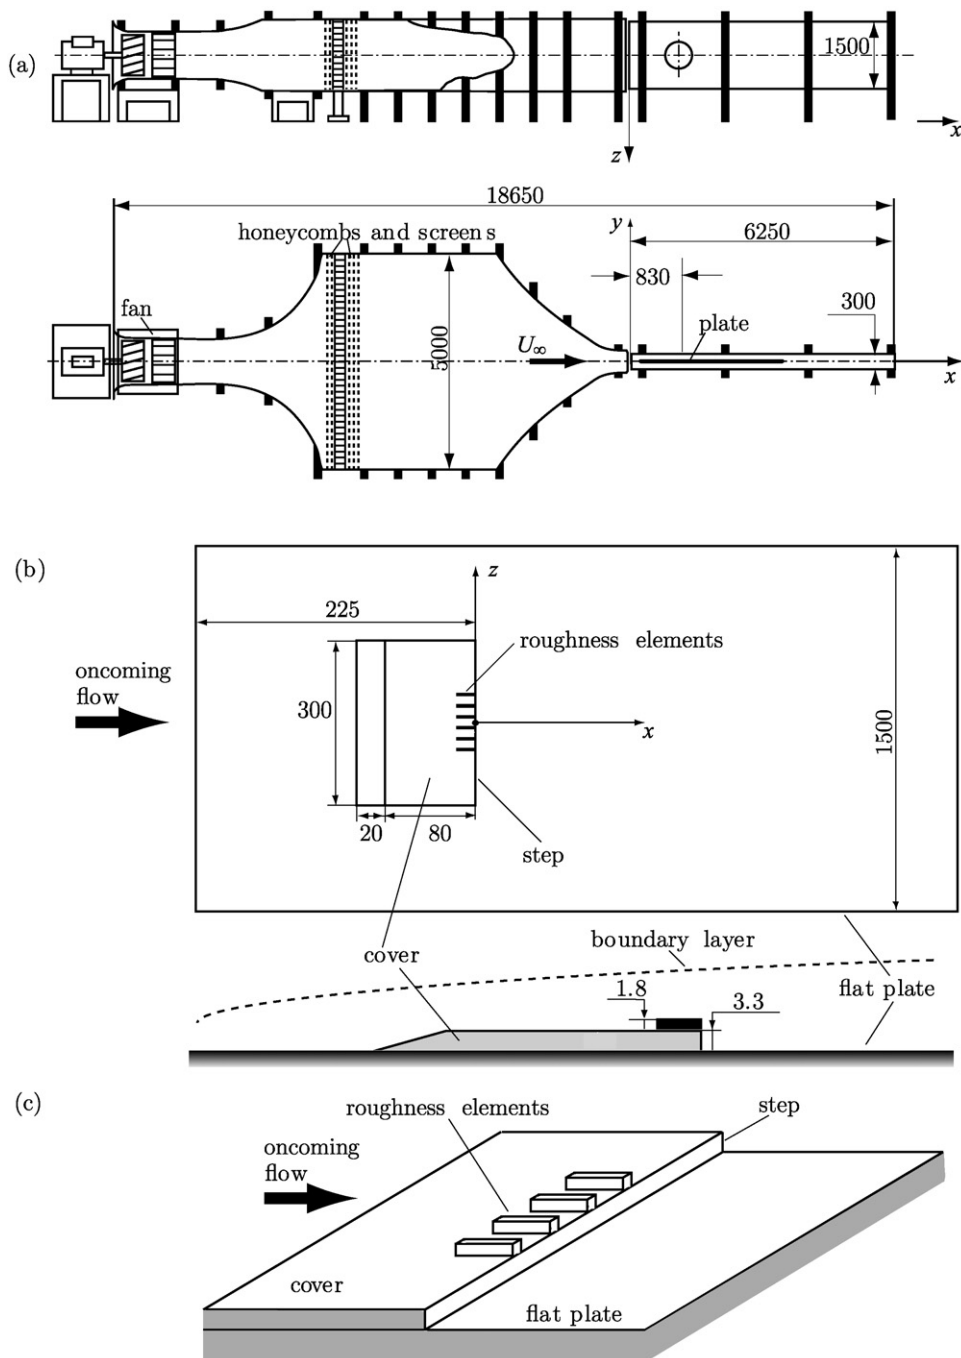 (a)
1500
x
z
18650
honeycombs and screens
y
6250
830
fan
300
plate
5000
U∞
x
(b)
z
225
roughness elements
oncoming
flow
300
x
1500
20
80
step
cover
boundary layer
flat plate
1.8
3.3
(c)
roughness elements
step
oncoming
flow
cover
flat plate